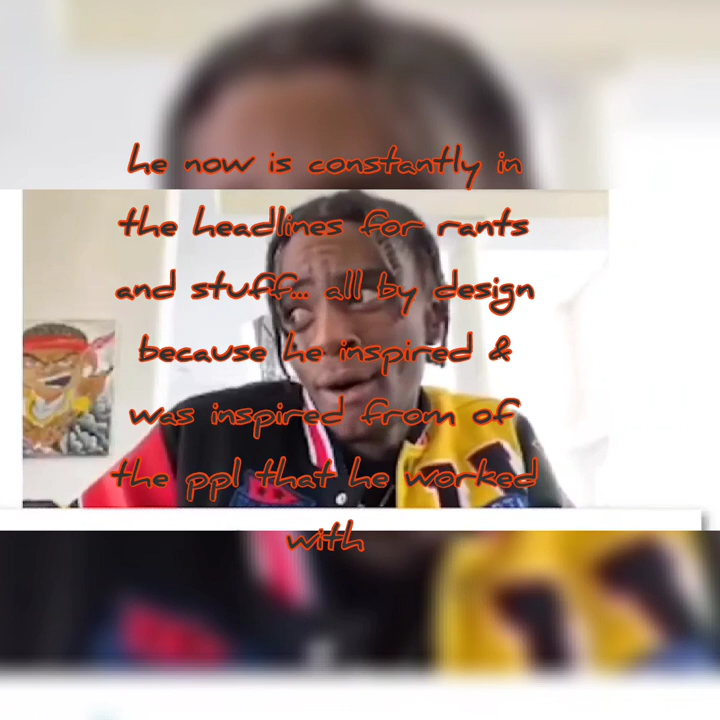 he now is constantly in
the headlines for rants
and stuff... all by design
because he inspired &
was inspired from of
the ppl that he worked
with